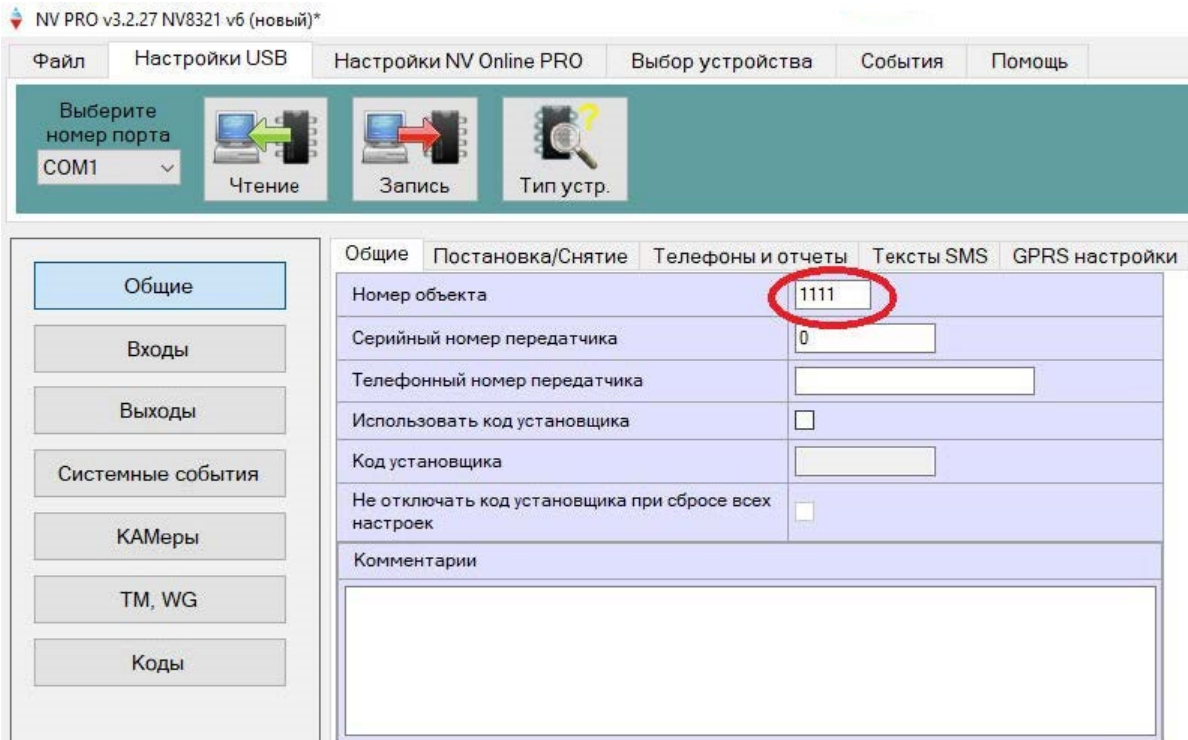 NV PRO v3.2.27 NV8321 v6 (новый)*
Файл Настройки USB Настройки NV Online PRO Выбор устройства События Помощь
Выберите
номер порта
COM1
Чтение Запись Тип устр.
Общие
Входы
Выходы
Системные события
КАМеры
TM, WG
Коды
Общие Постановка/Снятие Телефоны и отчеты Тексты SMS GPRS настройки
Номер объекта 1111
Серийный номер передатчика 0
Телефонный номер передатчика
Использовать код установщика
Код установщика
Не отключать код установщика при сбросе всех
настроек
Комментарии